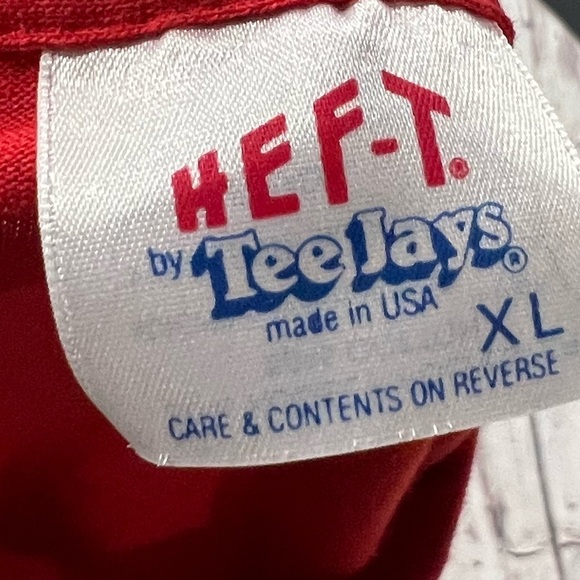 HEF-T®
by Tee Jays®
made in USA
XL
CARE & CONTENTS ON REVERSE